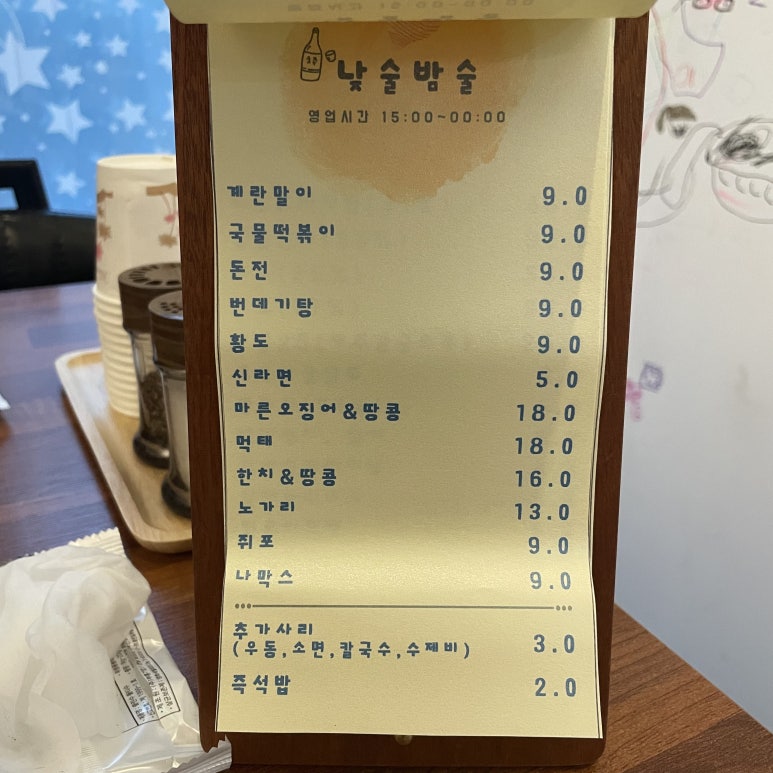 낮술밤술
영업시간 15:00~00:00
계란말이 9.0
국물떡볶이 9.0
돈전 9.0
번데기탕 9.0
황도 9.0
신라면 5.0
마른오징어&땅콩 18.0
먹태 18.0
한치&땅콩 16.0
노가리 13.0
쥐포 9.0
나막스 9.0
추가사리 3.0
(우동,소면,칼국수,수제비)
즉석밥 2.0